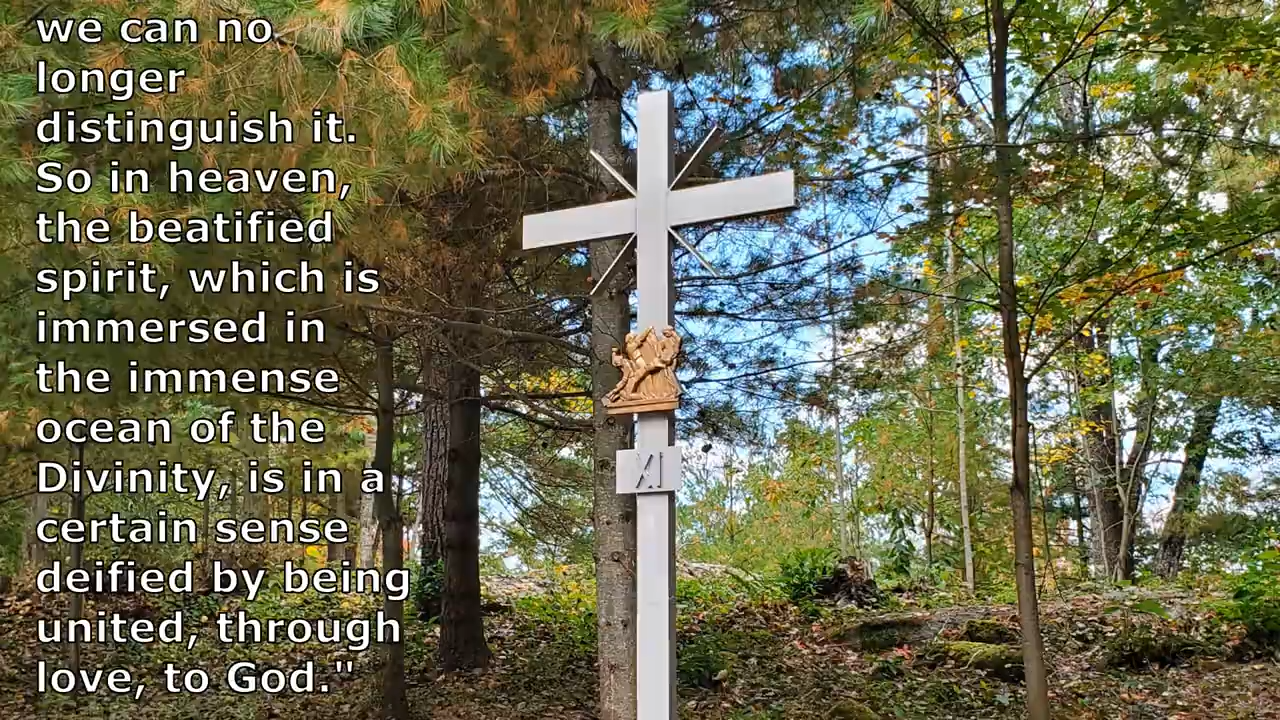 we can no
longer
distinguish it.
So in heaven,
the beatified
spirit, which is
immersed in
the immense
ocean of the
Divinity, is in a
certain sense
deified by being
united, through
love, to God."
XI